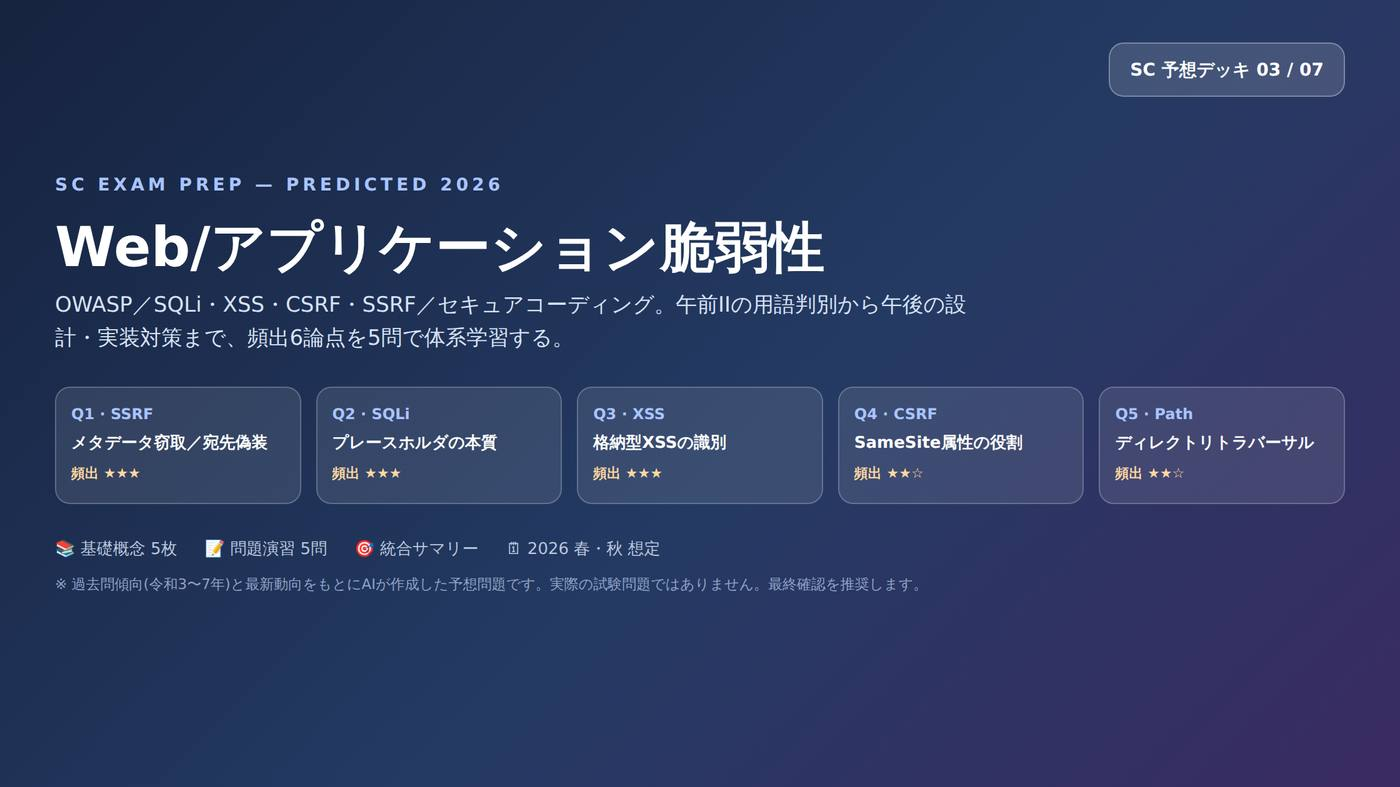 SC 予想デッキ 03 / 07
SC EXAM PREP — PREDICTED 2026
Web/アプリケーション脆弱性
OWASP／SQLi・XSS・CSRF・SSRF／セキュアコーディング。午前IIの用語判別から午後の設
計・実装対策まで、頻出6論点を5問で体系学習する。
Q1・SSRF
メタデータ窃取／宛先偽装
頻出 ★★★
Q2・SQLi
プレースホルダの本質
頻出 ★★★
Q3・XSS
格納型XSSの識別
頻出 ★★★
Q4・CSRF
SameSite属性の役割
頻出 ★★☆
Q5・Path
ディレクトリトラバーサル
頻出 ★★☆
📚 基礎概念 5枚 📝 問題演習 5問 🎯 統合サマリー 🗓 2026 春・秋 想定
※ 過去問傾向(令和3〜7年)と最新動向をもとにAIが作成した予想問題です。実際の試験問題ではありません。最終確認を推奨します。